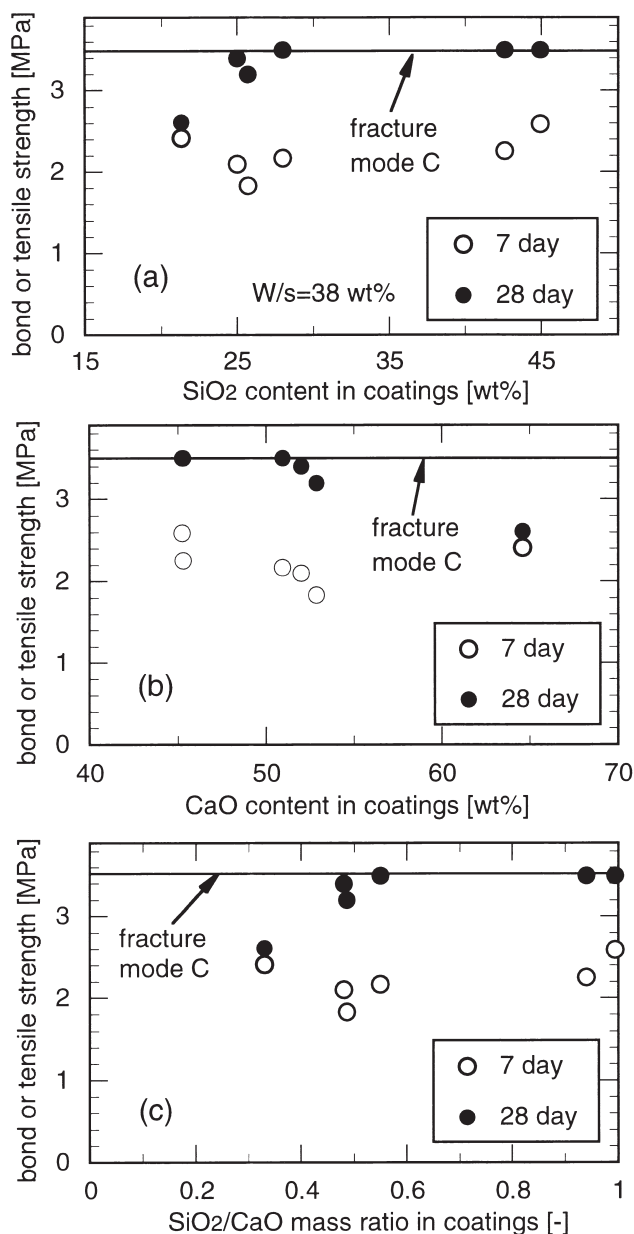 bond or tensile strength [MPa]
3
2
1
0
fracture
mode C
7 day
28 day
(a)
W/s=38 wt%
15
25
35
45
SiO2 content in coatings [wt%]
bond or tensile strength [MPa]
3
2
1
0
fracture
mode C
7 day
28 day
(b)
40
50
60
70
CaO content in coatings [wt%]
bond or tensile strength [MPa]
3
2
1
0
fracture
mode C
7 day
28 day
(c)
0
0.2
0.4
0.6
0.8
1
SiO2/CaO mass ratio in coatings [-]